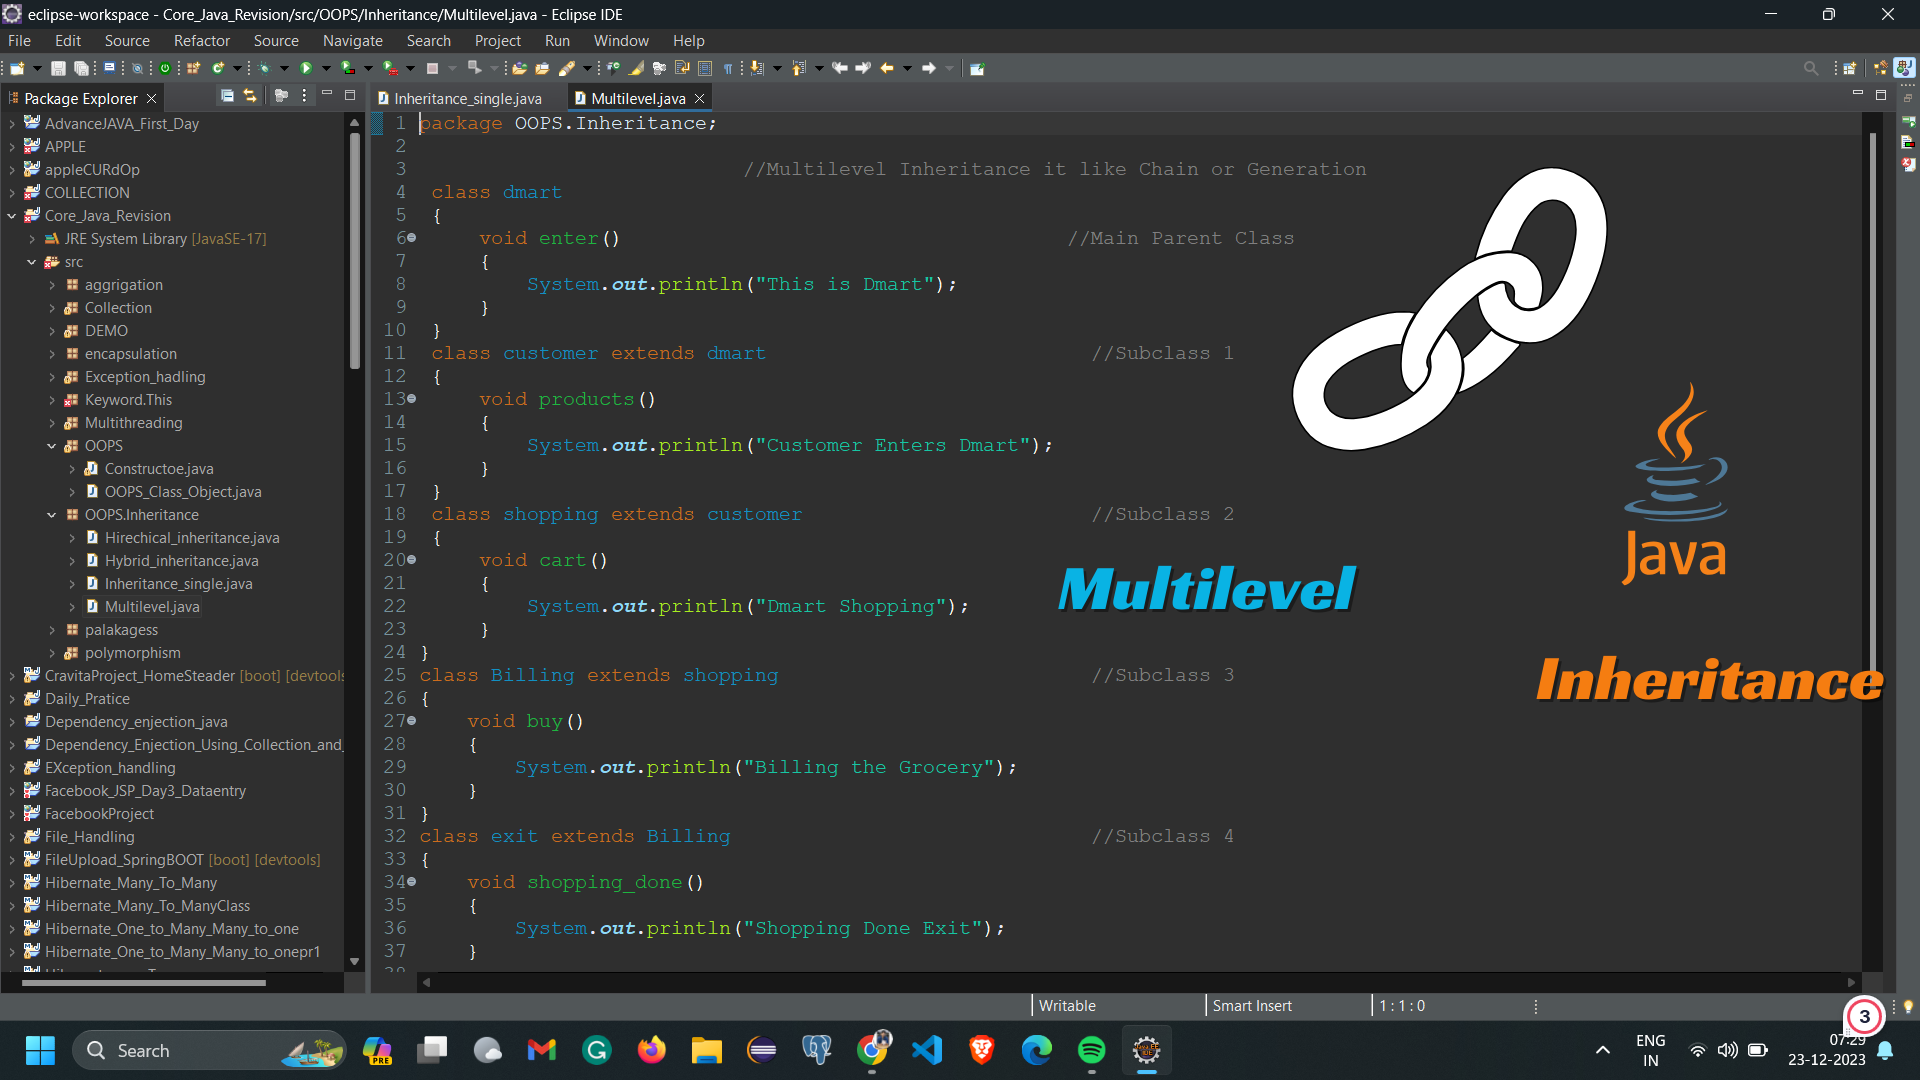 eclipse-workspace - Core_Java_Revision/src/OOPS/Inheritance/Multilevel.java - Eclipse IDE
File Edit Source Refactor Source Navigate Search Project Run Window Help
Package Explorer
AdvanceJAVA_First_Day
APPLE
appleCURdOp
COLLECTION
Core_Java_Revision
JRE System Library [JavaSE-17]
src
aggrigation
Collection
DEMO
encapsulation
Exception_hadling
Keyword.This
Multithreading
OOPS
Constructoe.java
OOPS_Class_Object.java
OOPS.Inheritance
Hirechical_inheritance.java
Hybrid_inheritance.java
Inheritance_single.java
Multilevel.java
palakagess
polymorphism
CravitaProject_HomeSteader [boot] [devtools
Daily_Pratice
Dependency_enjection_java
Dependency_Enjection_Using_Collection_and_
EXception_handling
Facebook_JSP_Day3_Dataentry
FacebookProject
File_Handling
FileUpload_SpringBOOT [boot] [devtools]
Hibernate_Many_To_Many
Hibernate_Many_To_ManyClass
Hibernate_One_to_Many_Many_to_one
Hibernate_One_to_Many_Many_to_onepr1
Inheritance_single.java Multilevel.java
1 package OOPS.Inheritance;
2
3 //Multilevel Inheritance it like Chain or Generation
4 class dmart
5 {
6 void enter() //Main Parent Class
7 {
8 System.out.println("This is Dmart");
9 }
10 }
11 class customer extends dmart //Subclass 1
12 {
13 void products()
14 {
15 System.out.println("Customer Enters Dmart");
16 }
17 }
18 class shopping extends customer //Subclass 2
19 {
20 void cart()
21 {
22 System.out.println("Dmart Shopping");
23 }
24 }
25 class Billing extends shopping //Subclass 3
26 {
27 void buy()
28 {
29 System.out.println("Billing the Grocery");
30 }
31 }
32 class exit extends Billing //Subclass 4
33 {
34 void shopping_done()
35 {
36 System.out.println("Shopping Done Exit");
37 }
Java
Multilevel
Inheritance
Writable Smart Insert 1 : 1 : 0
Search
PRE
3
ENG
IN
07:29
23-12-2023